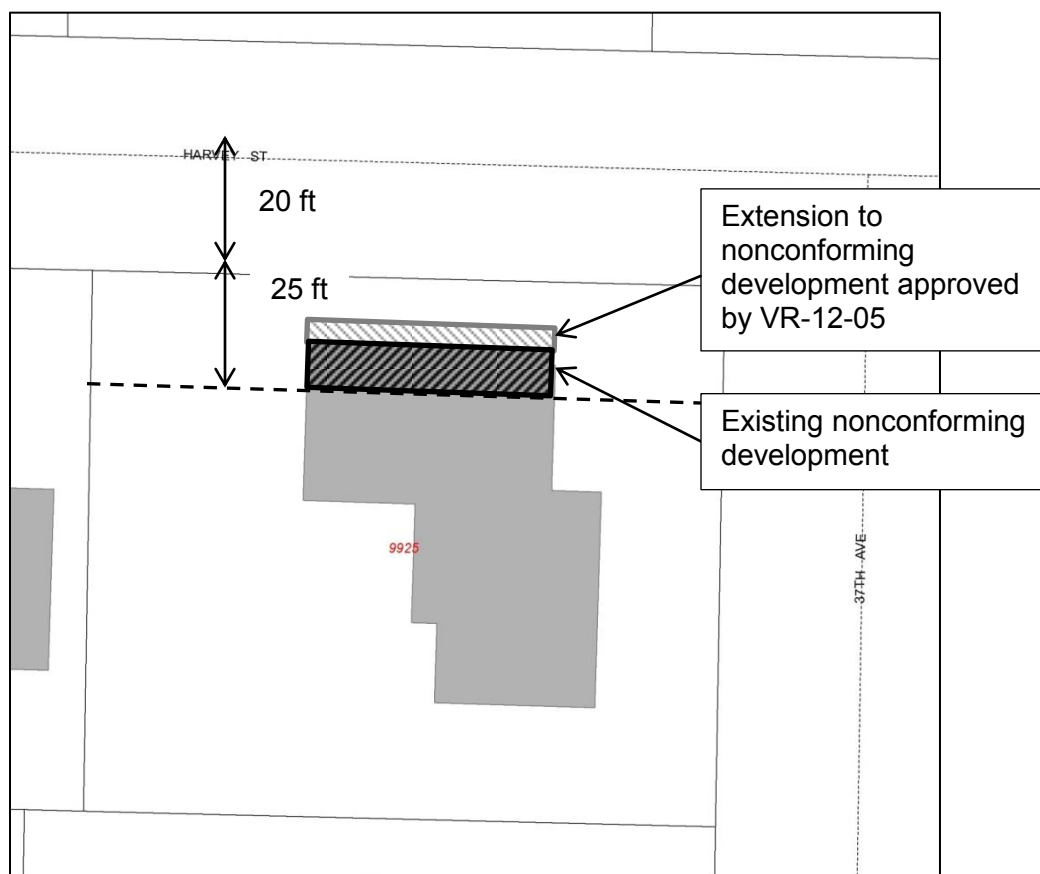 HARVEY ST
20 ft
25 ft
Extension to
nonconforming
development approved
by VR-12-05
Existing nonconforming
development
9925
37TH AVE